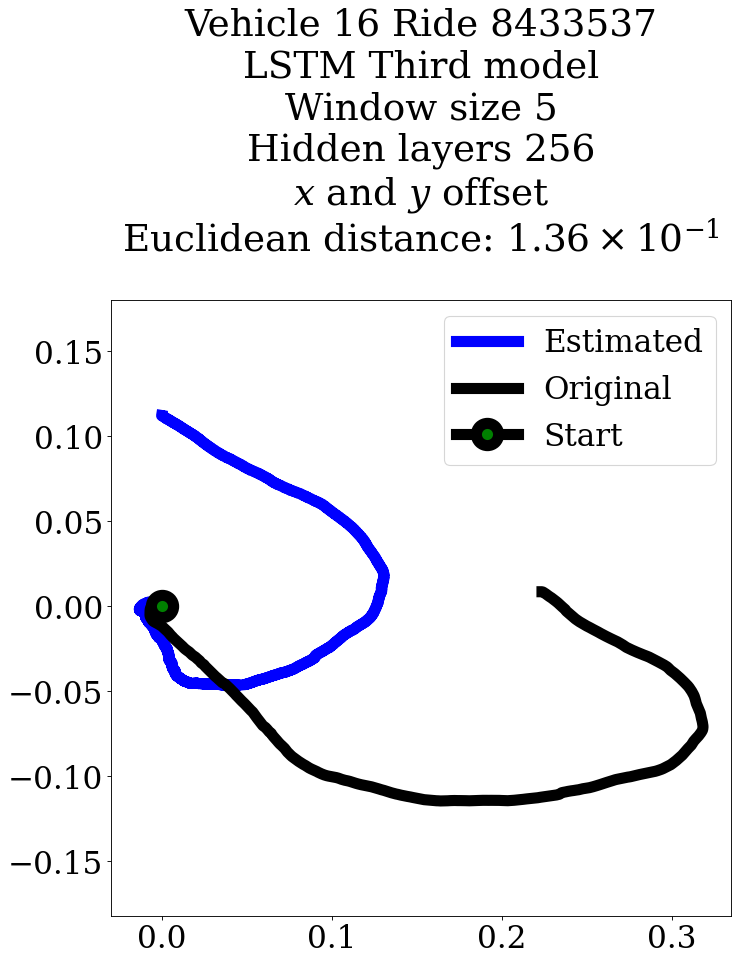 Vehicle 16 Ride 8433537
LSTM Third model
Window size 5
Hidden layers 256
x and y offset
Euclidean distance: 1.36 × 10⁻¹
Estimated
Original
Start
0.15
0.10
0.05
0.00
−0.05
−0.10
−0.15
0.0 0.1 0.2 0.3